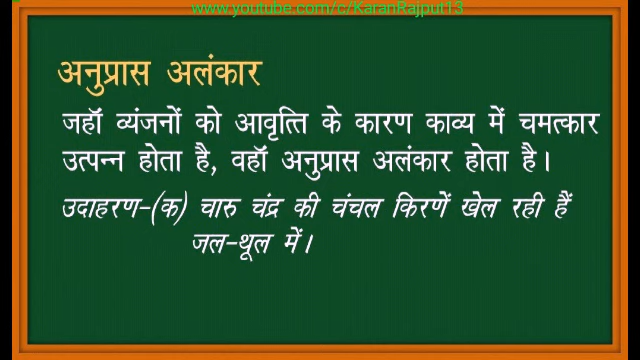 www.youtube.com/c/KaranRajput13
अनुप्रास अलंकार
जहॉ व्यंजनों को आवृत्ति के कारण काव्य में चमत्कार
उत्पन्न होता है, वहॉ अनुप्रास अलंकार होता है।
उदाहरण-(क) चारु चंद्र की चंचल किरणें खेल रही हैं
जल-थूल में।